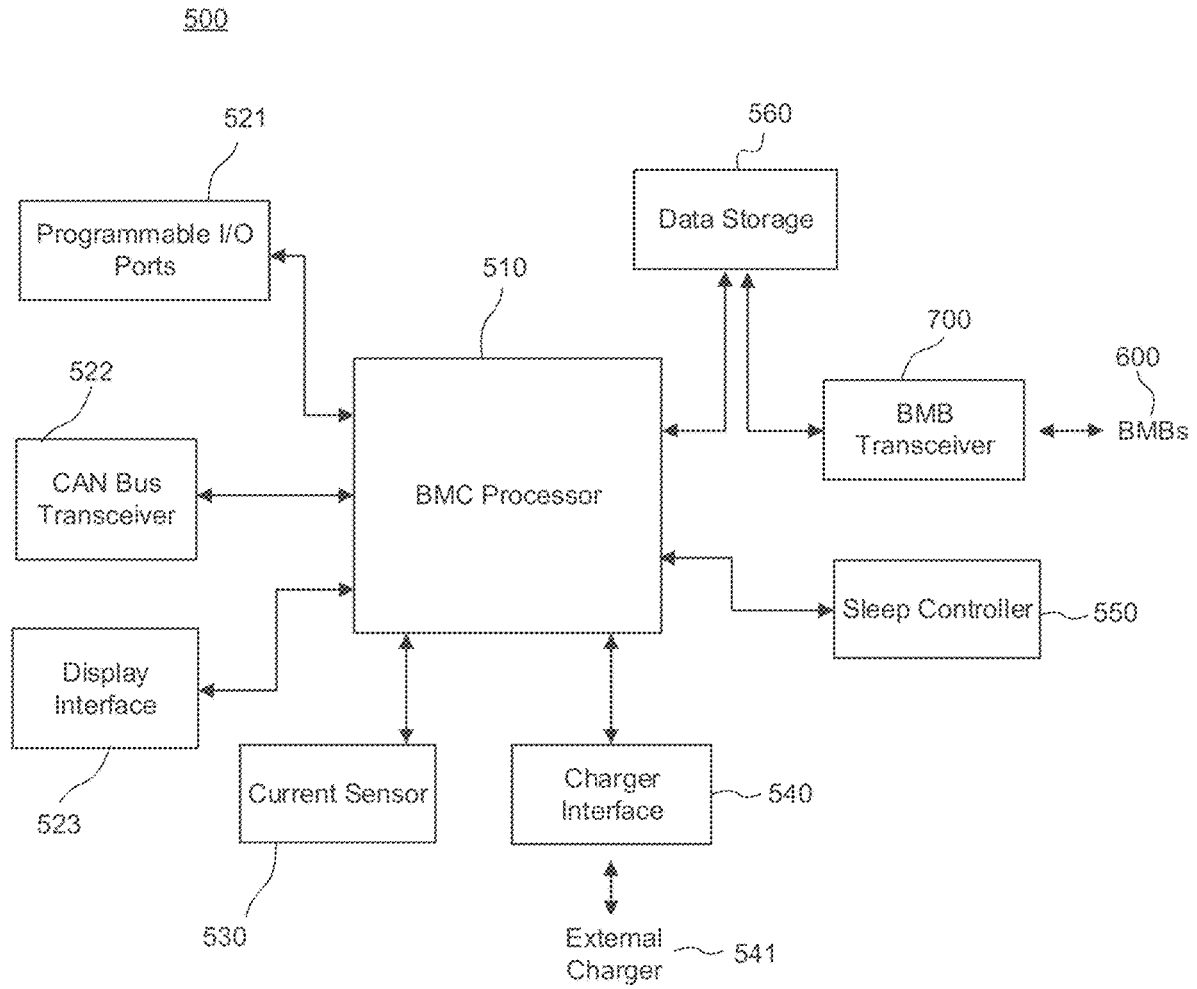 500
521
Programmable I/O
Ports
560
Data Storage
510
700
BMB
Transceiver
600
BMBs
522
CAN Bus
Transceiver
BMC Processor
Sleep Controller
550
Display
Interface
523
Current Sensor
530
Charger
Interface
540
External
Charger
541